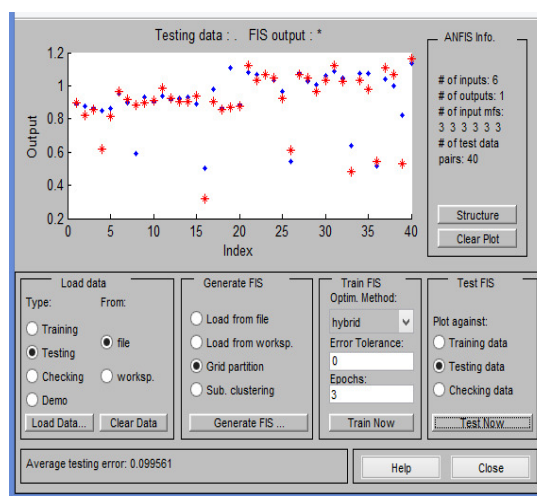 Testing data : .   FIS output : *
1.2
1
0.8
0.6
0.4
0.2
Output
0 5 10 15 20 25 30 35 40
Index
ANFIS Info.
# of inputs: 6
# of outputs: 1
# of input mfs:
3 3 3 3 3 3
# of test data
pairs: 40
Structure
Clear Plot
Load data
Type: From:
Training
Testing
Checking
Demo
file
worksp.
Load Data... Clear Data
Generate FIS
Load from file
Load from worksp.
Grid partition
Sub. clustering
Generate FIS ...
Train FIS
Optim. Method:
hybrid
Error Tolerance:
0
Epochs:
3
Train Now
Test FIS
Plot against:
Training data
Testing data
Checking data
Test Now
Average testing error: 0.099561
Help Close